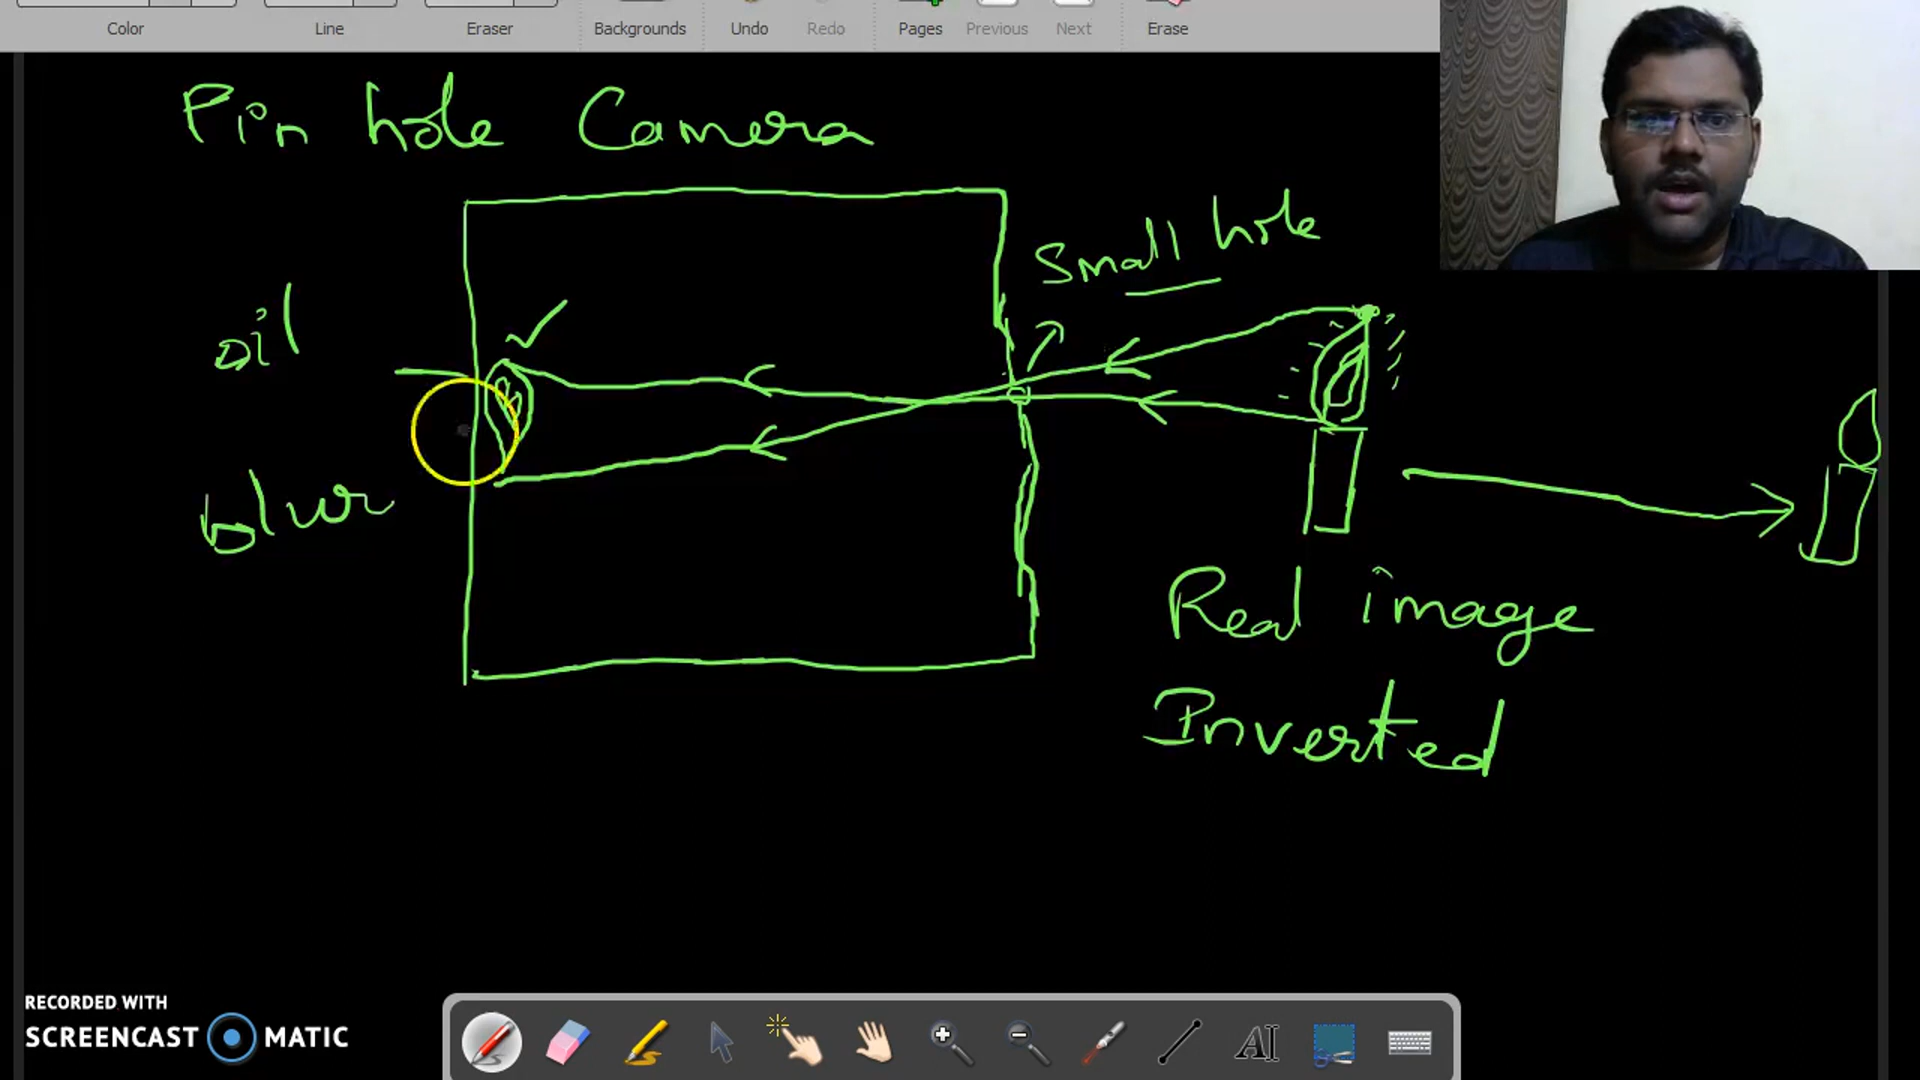 Color Line Eraser Backgrounds Undo Redo Pages Previous Next Erase
Pin hole Camera
Small hole
oil
blur
Real image
Inverted
RECORDED WITH
SCREENCAST MATIC
AI